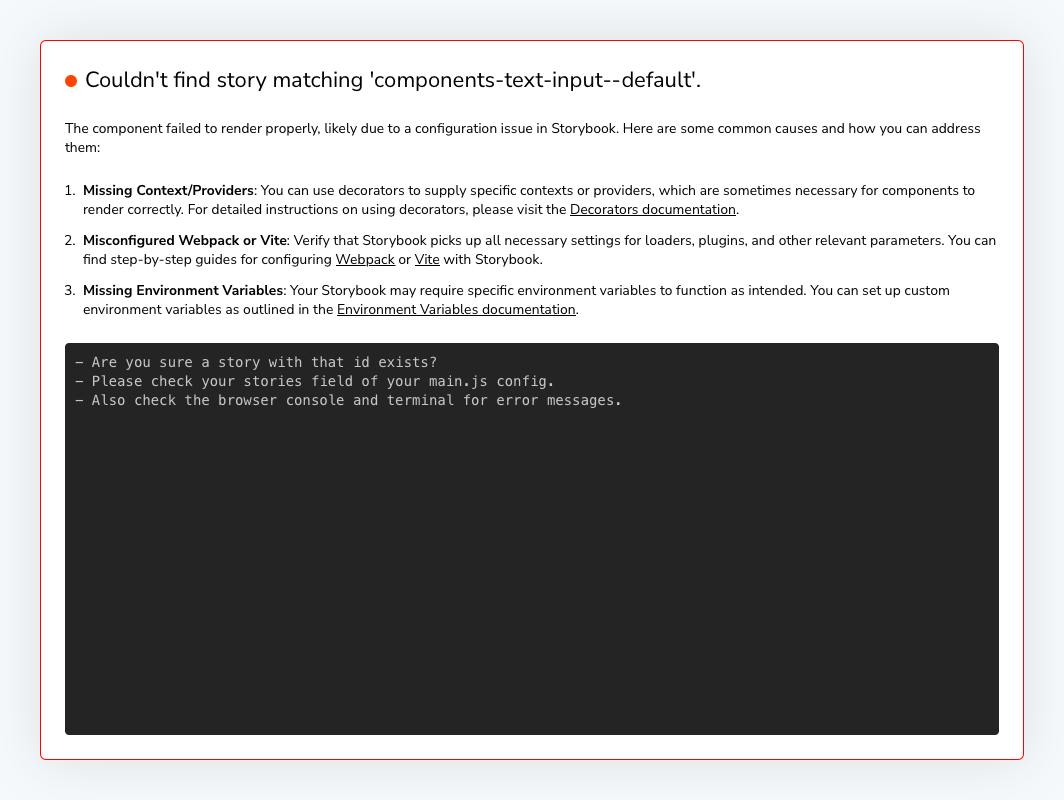 Couldn't find story matching 'components-text-input--default'.
The component failed to render properly, likely due to a configuration issue in Storybook. Here are some common causes and how you can address
them:
1. Missing Context/Providers: You can use decorators to supply specific contexts or providers, which are sometimes necessary for components to
render correctly. For detailed instructions on using decorators, please visit the Decorators documentation.
2. Misconfigured Webpack or Vite: Verify that Storybook picks up all necessary settings for loaders, plugins, and other relevant parameters. You can
find step-by-step guides for configuring Webpack or Vite with Storybook.
3. Missing Environment Variables: Your Storybook may require specific environment variables to function as intended. You can set up custom
environment variables as outlined in the Environment Variables documentation.
- Are you sure a story with that id exists?
- Please check your stories field of your main.js config.
- Also check the browser console and terminal for error messages.